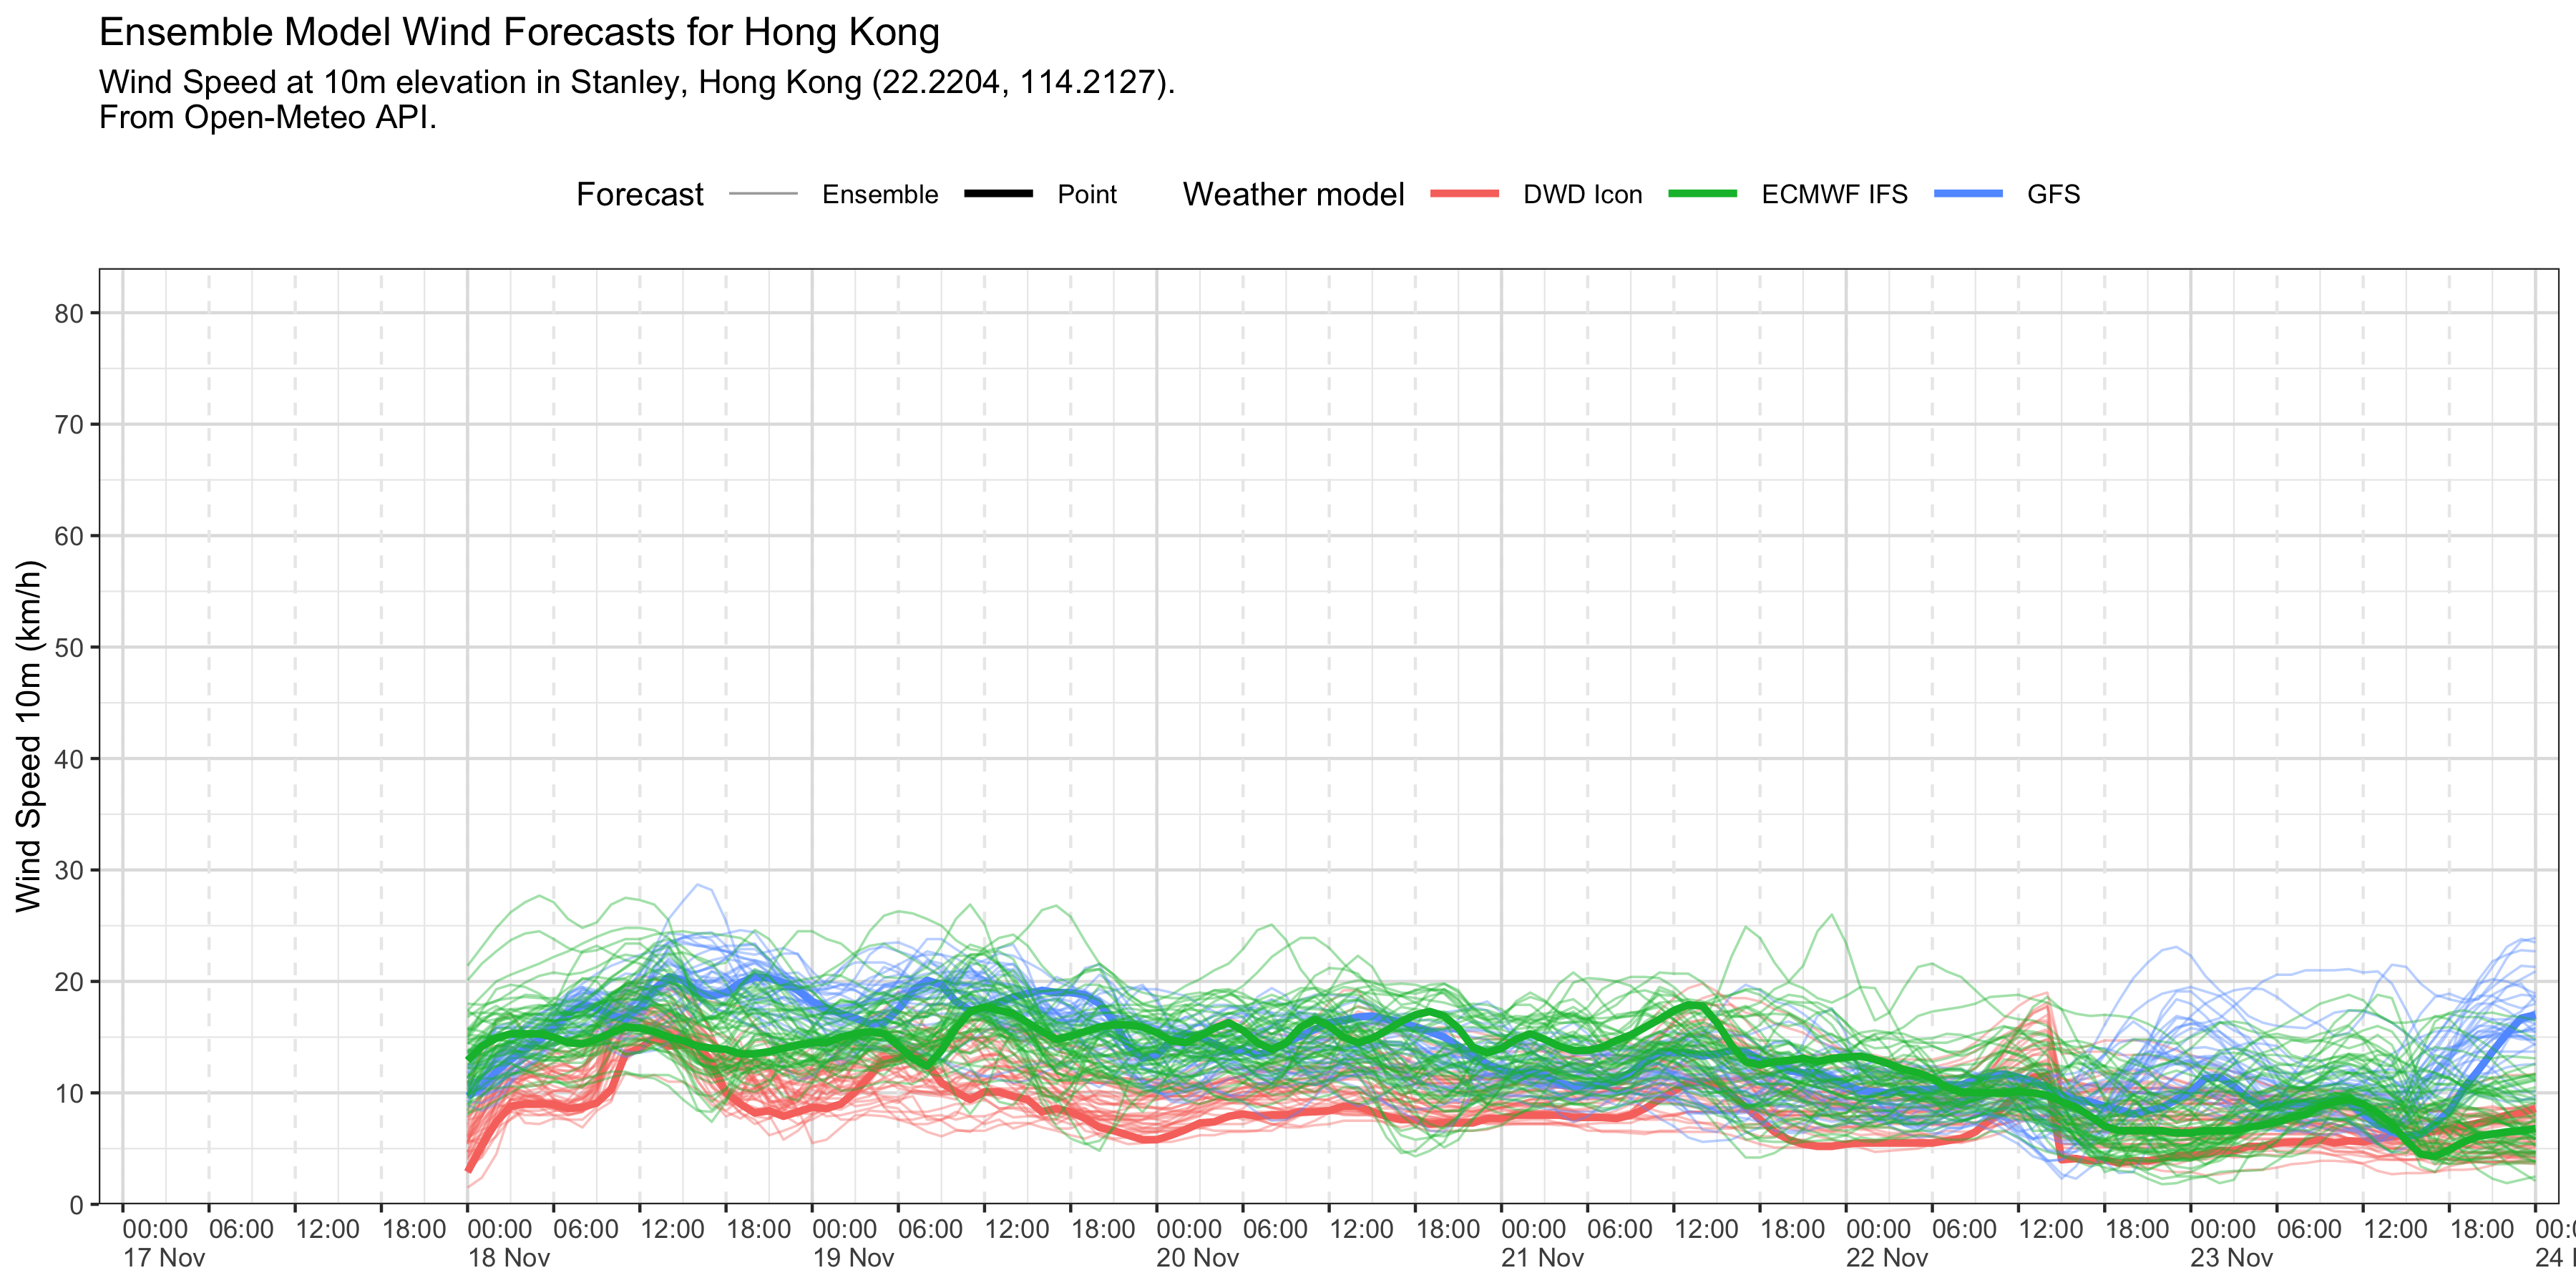 Ensemble Model Wind Forecasts for Hong Kong
Wind Speed at 10m elevation in Stanley, Hong Kong (22.2204, 114.2127).
From Open-Meteo API.
Forecast Ensemble Point Weather model DWD Icon ECMWF IFS GFS
Wind Speed 10m (km/h)
80
70
60
50
40
30
20
10
0
00:00 06:00 12:00 18:00 00:00 06:00 12:00 18:00 00:00 06:00 12:00 18:00 00:00 06:00 12:00 18:00 00:00 06:00 12:00 18:00 00:00 06:00 12:00 18:00 00:00 06:00 12:00 18:00
17 Nov 18 Nov 19 Nov 20 Nov 21 Nov 22 Nov 23 Nov 24